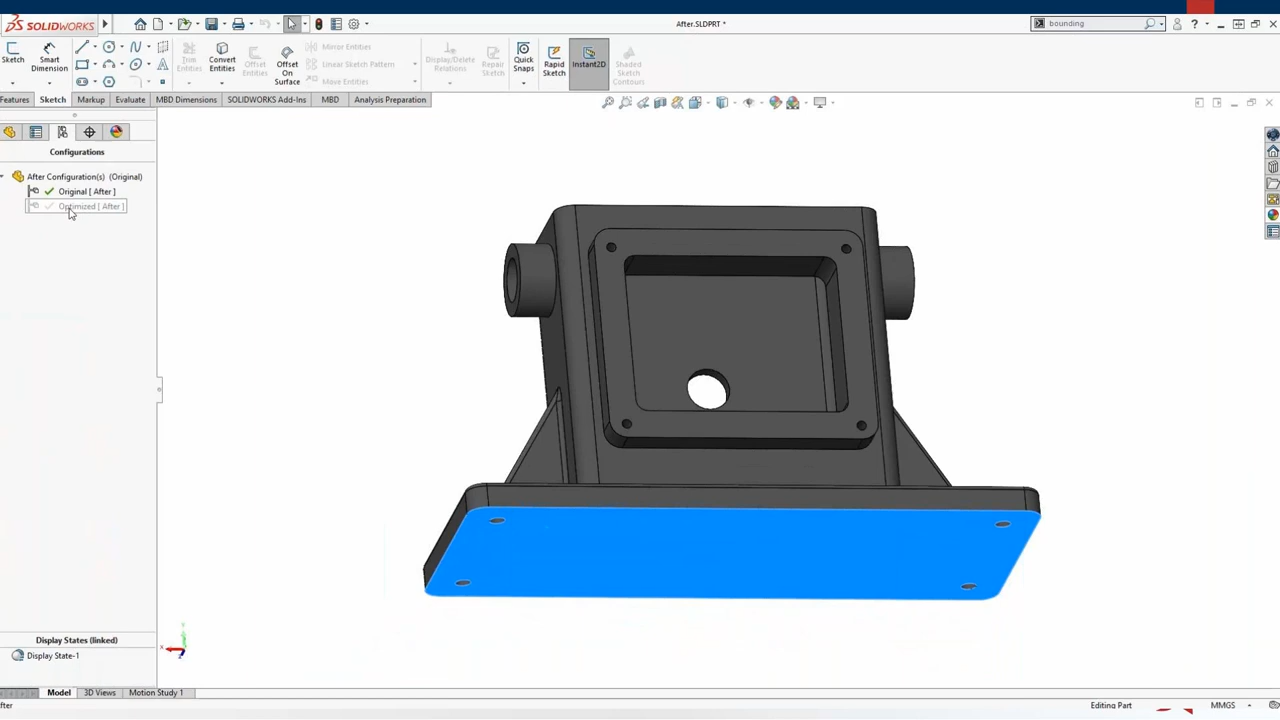 SOLIDWORKS
After.SLDPRT *
bounding
Sketch
Smart Dimension
Trim Entities
Convert Entities
Offset Entities
Offset On Surface
Mirror Entities
Linear Sketch Pattern
Move Entities
Display/Delete Relations
Repair Sketch
Quick Snaps
Rapid Sketch
Instant2D
Shaded Sketch Contours
Features
Sketch
Markup
Evaluate
MBD Dimensions
SOLIDWORKS Add-Ins
MBD
Analysis Preparation
Configurations
After Configuration(s) (Original)
Original [ After ]
Optimized [ After ]
Display States (linked)
Display State-1
Model
3D Views
Motion Study 1
fter
Editing Part
MMGS